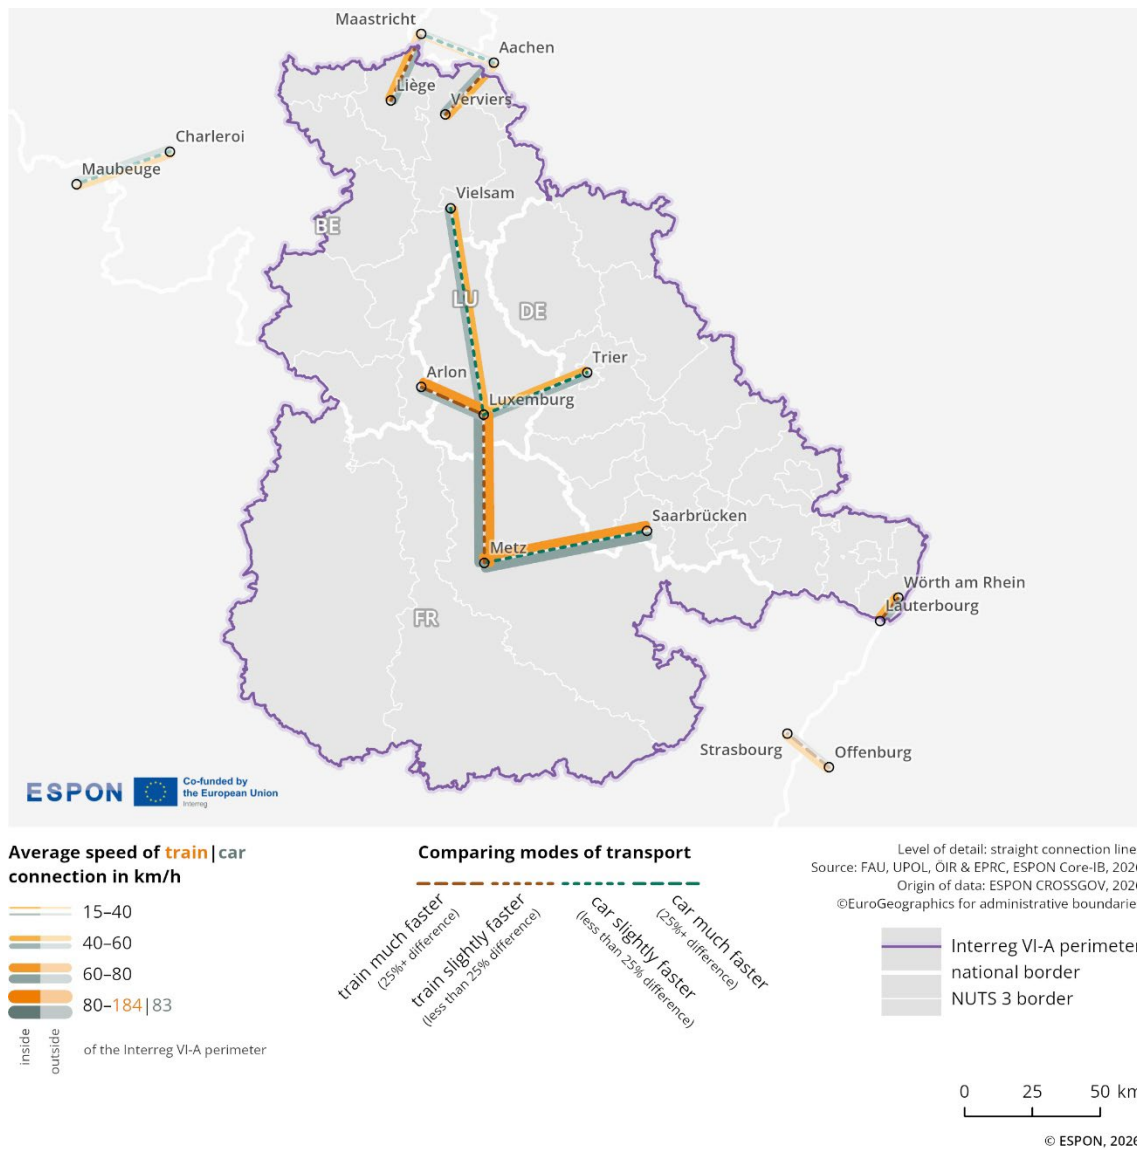 Maastricht
Aachen
Liège
Verviers
Charleroi
Maubeuge
Vielsam
BE
LU
DE
Trier
Arlon
Luxemburg
Saarbrücken
Metz
Wörth am Rhein
Lauterbourg
FR
Strasbourg
Offenburg
ESPON
Co-funded by
the European Union
Interreg
Average speed of train|car
connection in km/h
15–40
40–60
60–80
80–184|83
inside
outside
of the Interreg VI-A perimeter
Comparing modes of transport
train much faster
(25%+ difference)
train slightly faster
(less than 25% difference)
car slightly faster
(less than 25% difference)
car much faster
(25%+ difference)
Level of detail: straight connection line
Source: FAU, UPOL, ÖIR & EPRC, ESPON Core-IB, 2026
Origin of data: ESPON CROSSGOV, 2026
©EuroGeographics for administrative boundarie
Interreg VI-A perimeter
national border
NUTS 3 border
0 25 50 km
© ESPON, 2026